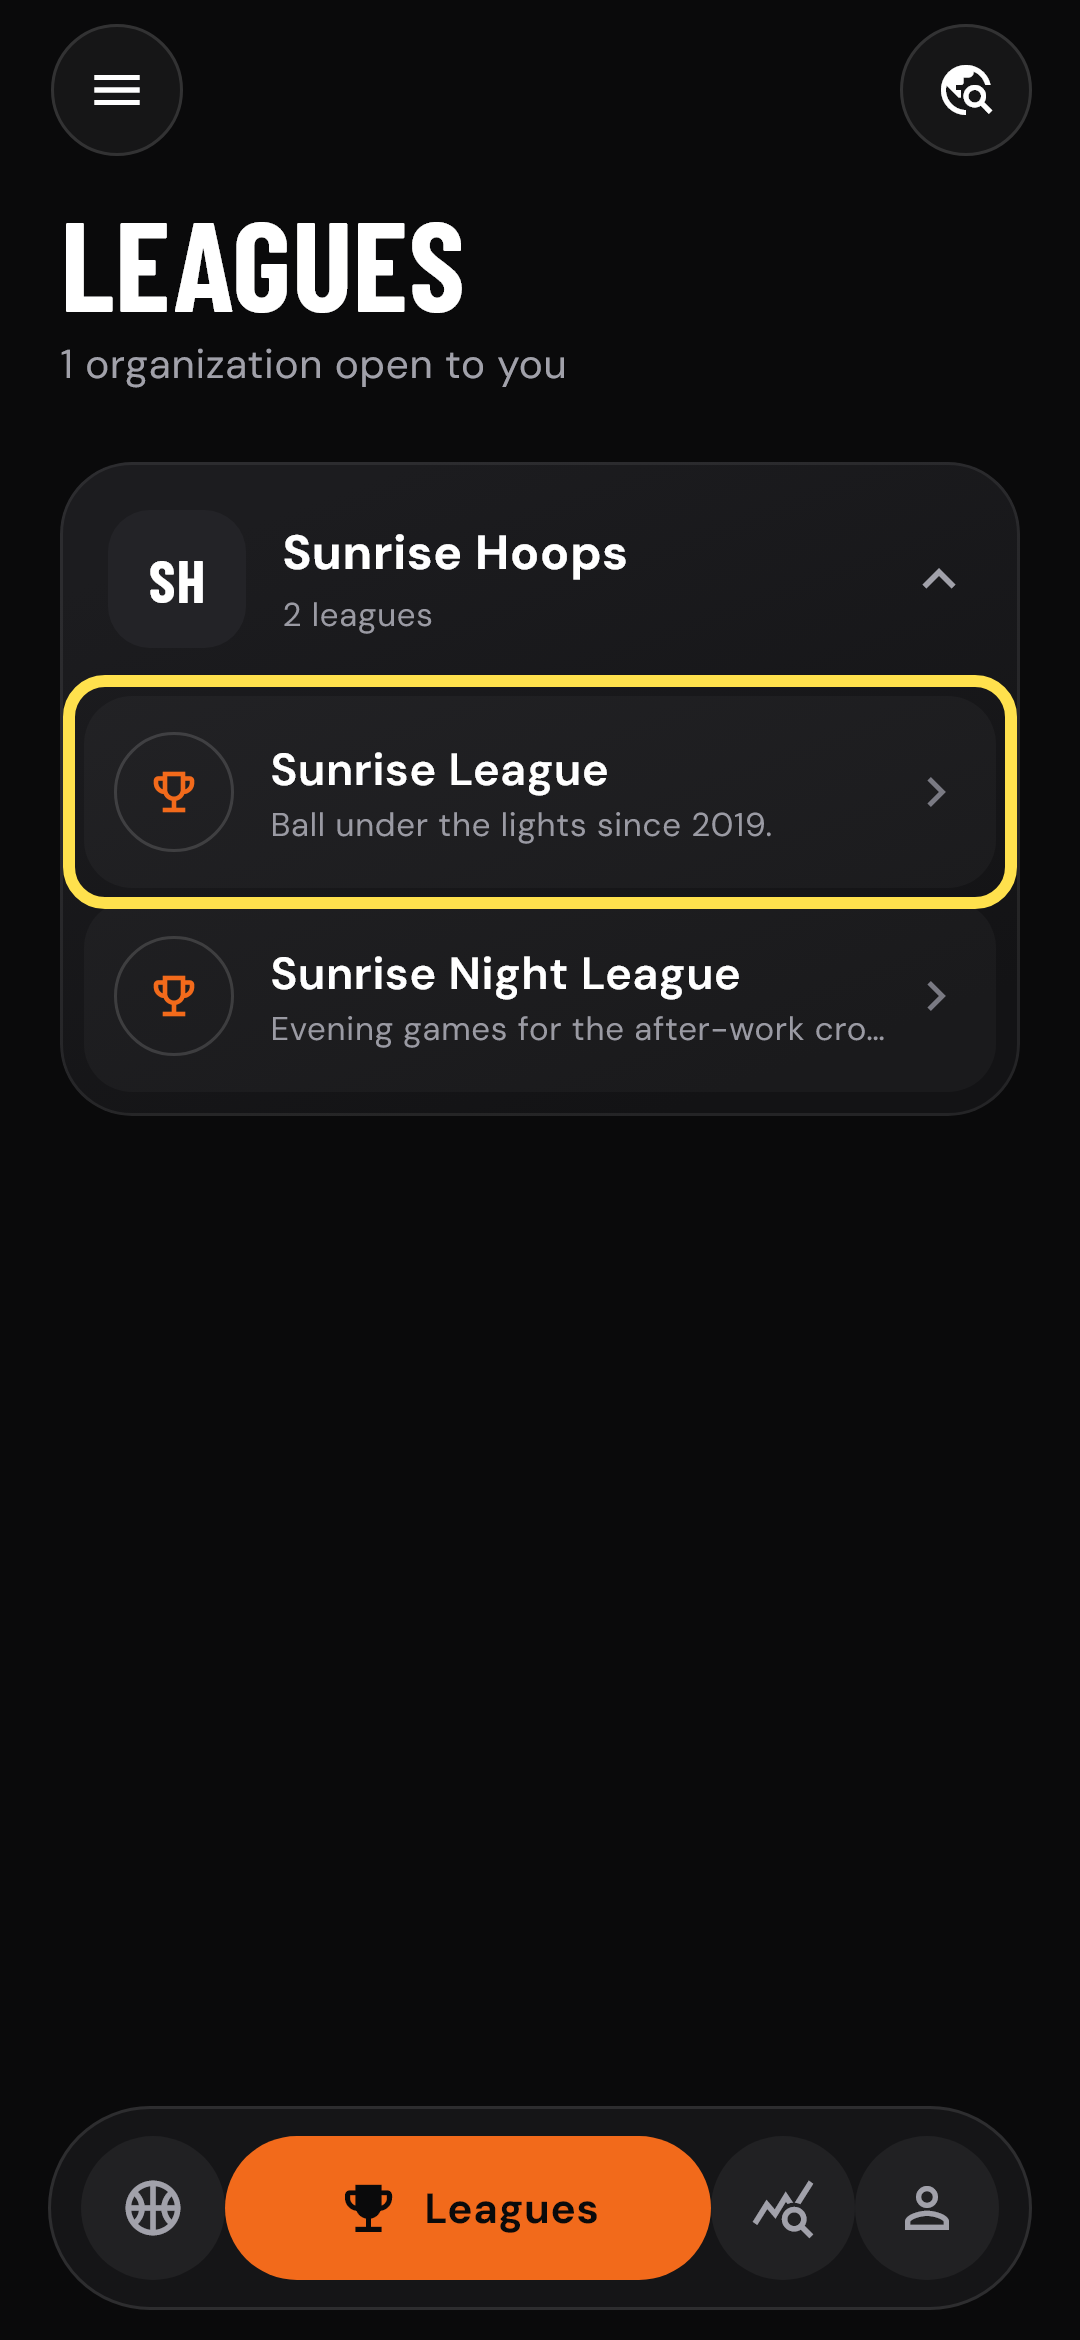 LEAGUES
1 organization open to you
SH
Sunrise Hoops
2 leagues
Sunrise League
Ball under the lights since 2019.
Sunrise Night League
Evening games for the after-work cro...
Leagues